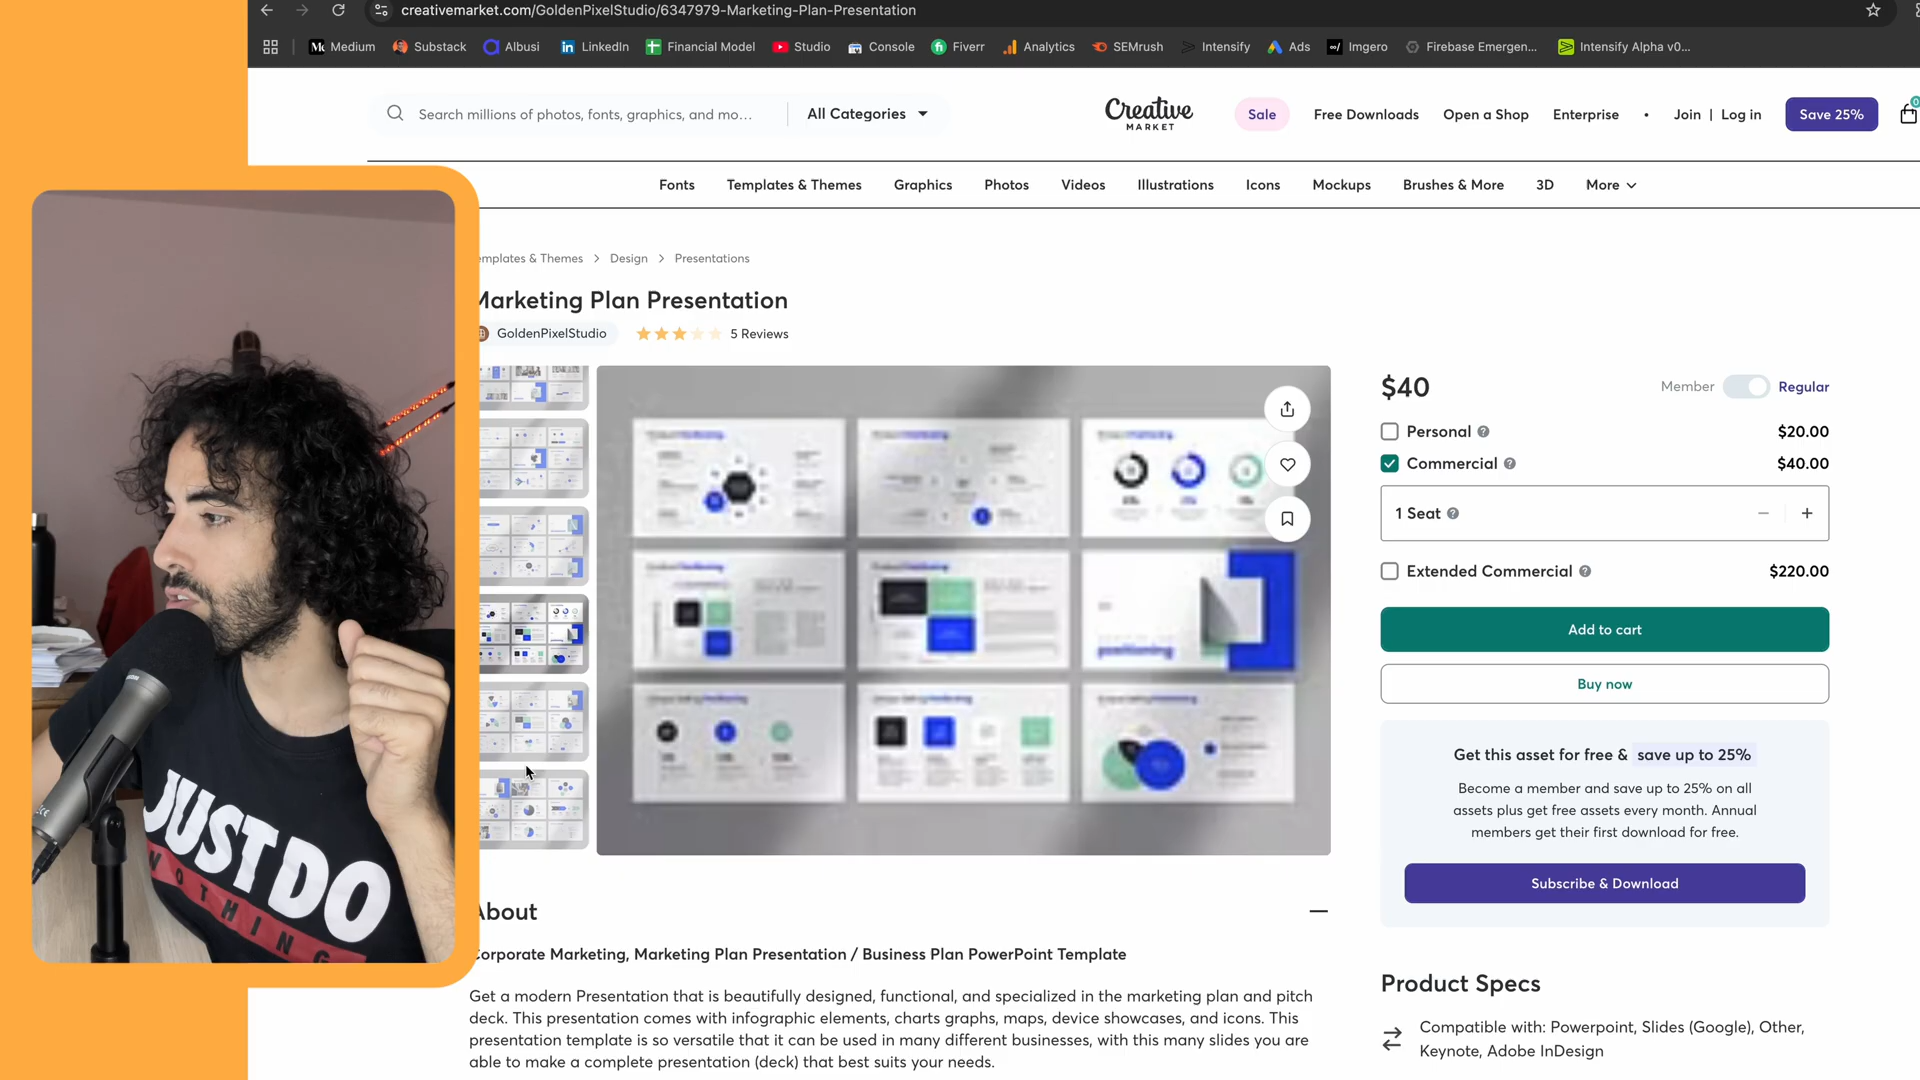 creativemarket.com/GoldenPixelStudio/6347979-Marketing-Plan-Presentation
Medium
Substack
Albusi
LinkedIn
Financial Model
Studio
Console
Fiverr
Analytics
SEMrush
Intensify
Ads
Imgero
Firebase Emergen...
Intensify Alpha v0...
Search millions of photos, fonts, graphics, and mo...
All Categories
Creative
MARKET
Sale
Free Downloads
Open a Shop
Enterprise
•
Join | Log in
Save 25%
0
Fonts
Templates & Themes
Graphics
Photos
Videos
Illustrations
Icons
Mockups
Brushes & More
3D
More
emplates & Themes > Design > Presentations
Marketing Plan Presentation
GoldenPixelStudio
5 Reviews
positioning
$40
Member
Regular
Personal
$20.00
Commercial
$40.00
1 Seat
Extended Commercial
$220.00
Add to cart
Buy now
Get this asset for free & save up to 25%
Become a member and save up to 25% on all
assets plus get free assets every month. Annual
members get their first download for free.
Subscribe & Download
JUST DO
NOTHING
About
Corporate Marketing, Marketing Plan Presentation / Business Plan PowerPoint Template
Get a modern Presentation that is beautifully designed, functional, and specialized in the marketing plan and pitch
deck. This presentation comes with infographic elements, charts graphs, maps, device showcases, and icons. This
presentation template is so versatile that it can be used in many different businesses, with this many slides you are
able to make a complete presentation (deck) that best suits your needs.
Product Specs
Compatible with: Powerpoint, Slides (Google), Other,
Keynote, Adobe InDesign